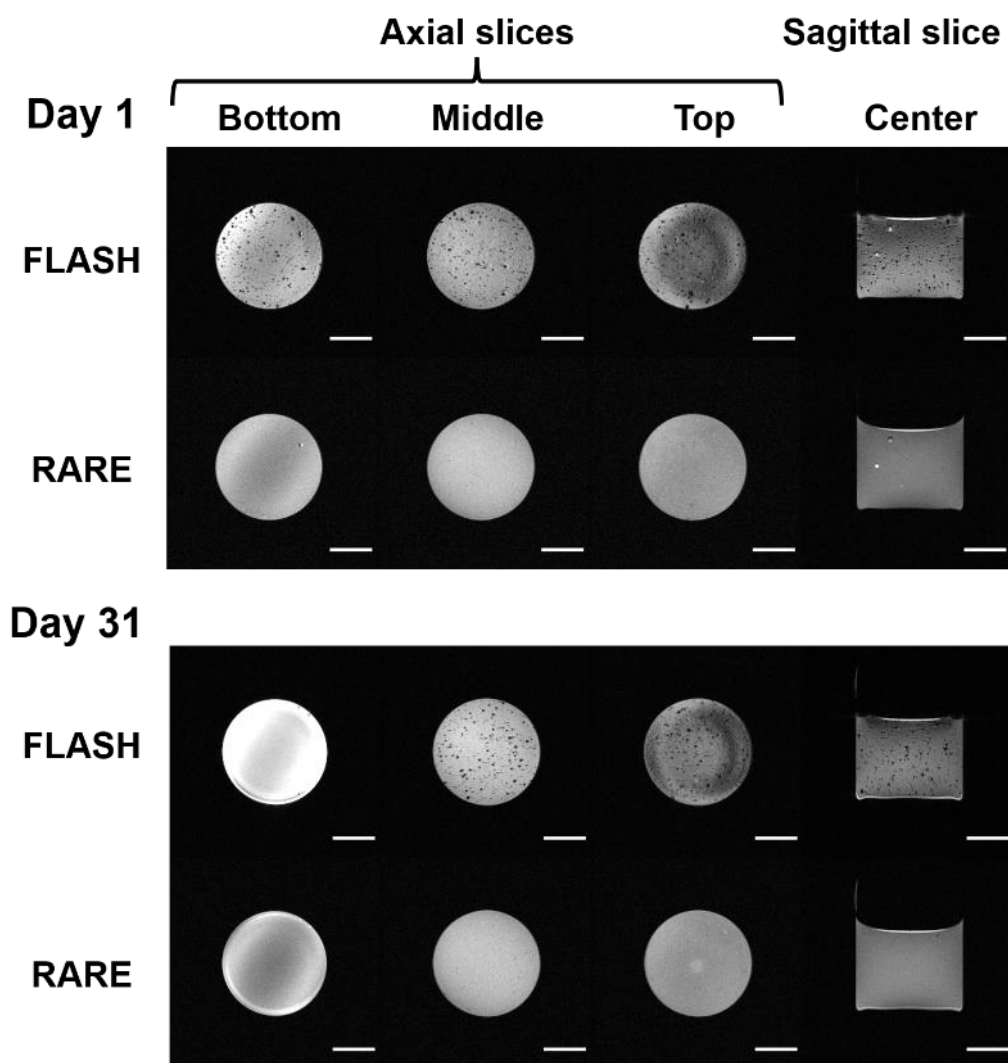 Axial slices
Sagittal slice
Day 1
Bottom
Middle
Top
Center
FLASH
RARE
Day 31
FLASH
RARE